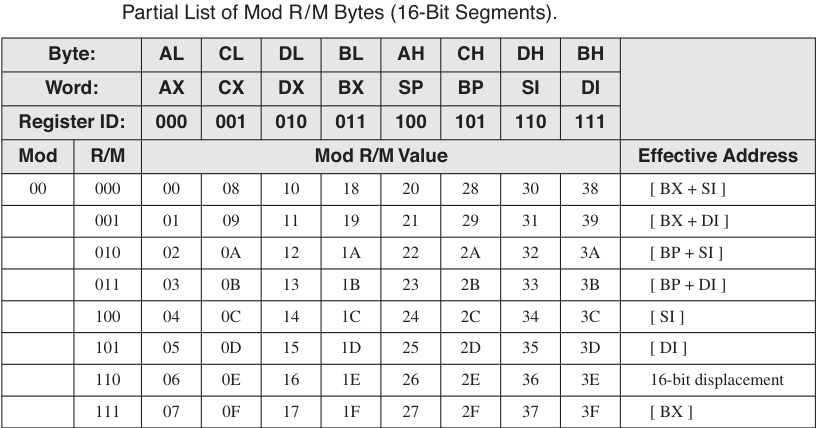 Partial List of Mod R/M Bytes (16-Bit Segments).
Byte: AL CL DL BL AH CH DH BH
Word: AX CX DX BX SP BP SI DI
Register ID: 000 001 010 011 100 101 110 111
Mod R/M Mod R/M Value Effective Address
00 000 00 08 10 18 20 28 30 38 [ BX + SI ]
001 01 09 11 19 21 29 31 39 [ BX + DI ]
010 02 0A 12 1A 22 2A 32 3A [ BP + SI ]
011 03 0B 13 1B 23 2B 33 3B [ BP + DI ]
100 04 0C 14 1C 24 2C 34 3C [ SI ]
101 05 0D 15 1D 25 2D 35 3D [ DI ]
110 06 0E 16 1E 26 2E 36 3E 16-bit displacement
111 07 0F 17 1F 27 2F 37 3F [ BX ]